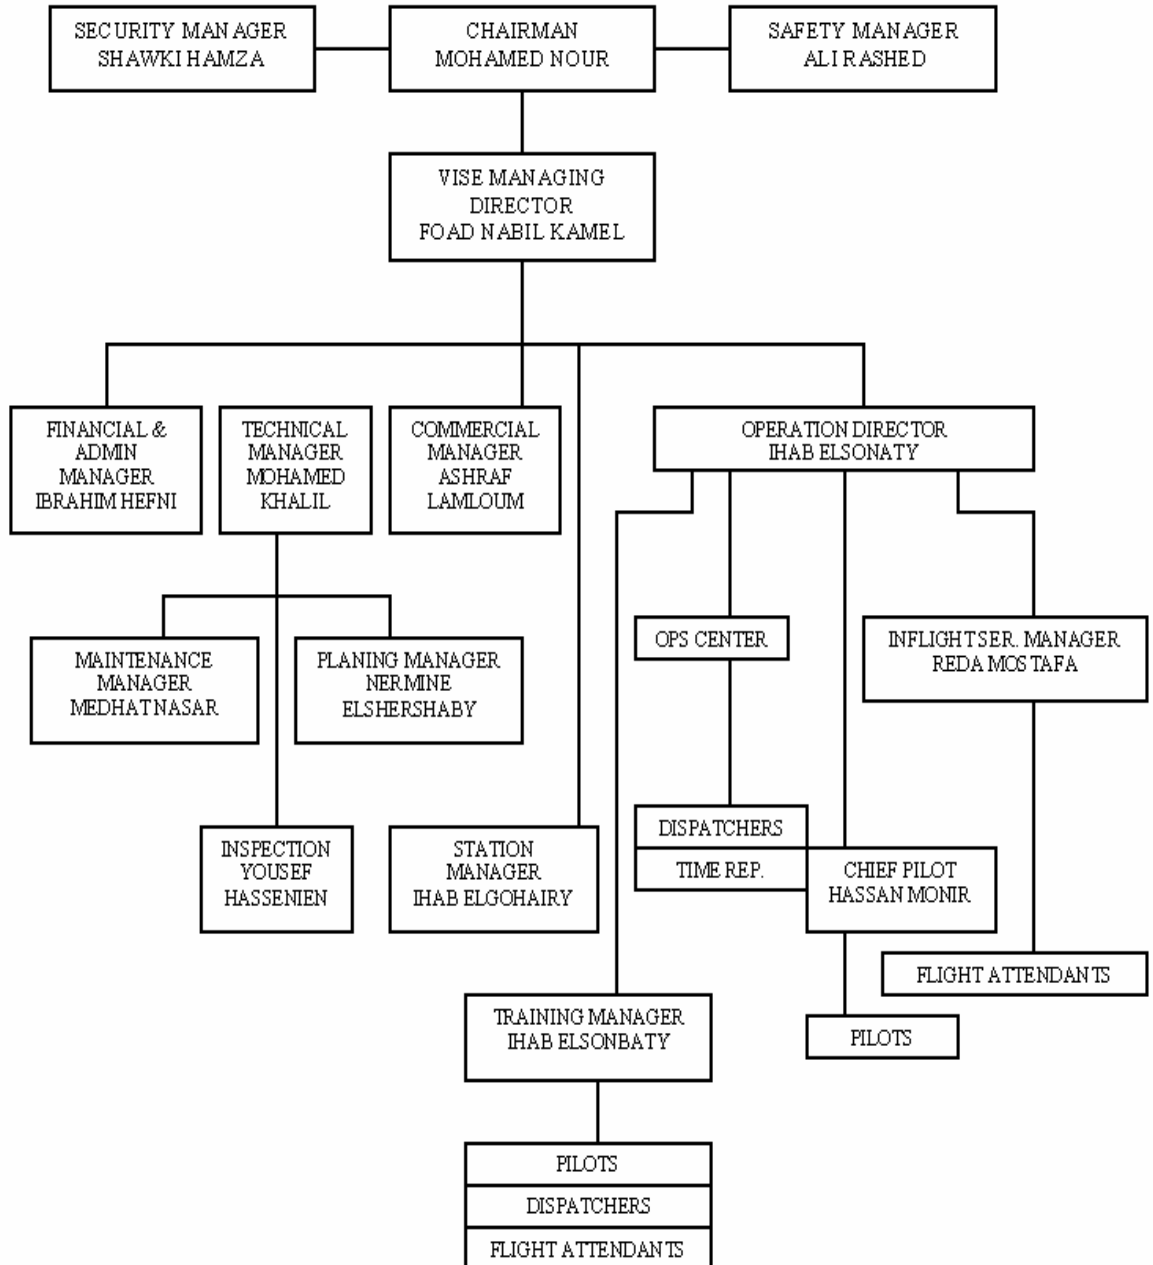 SECURITY MANAGER
SHAWKI HAMZA
CHAIRMAN
MOHAMED NOUR
SAFETY MANAGER
ALI RASHED
VISE MANAGING
DIRECTOR
FOAD NABIL KAMEL
FINANCIAL &
ADMIN
MANAGER
IBRAHIM HEFNI
TECHNICAL
MANAGER
MOHAMED
KHALIL
COMMERCIAL
MANAGER
ASHRAF
LAMLOUM
OPERATION DIRECTOR
IHAB ELSONATY
OPS CENTER
INFLIGHT SER. MANAGER
REDA MOSTAFA
MAINTENANCE
MANAGER
MEDHAT NASAR
PLANING MANAGER
NERMINE
ELSHERSHABY
INSPECTION
YOUSEF
HASSENIEN
STATION
MANAGER
IHAB ELGOHAIRY
DISPATCHERS
TIME REP.
CHIEF PILOT
HASSAN MONIR
FLIGHT ATTENDANTS
TRAINING MANAGER
IHAB ELSONBATY
PILOTS
PILOTS
DISPATCHERS
FLIGHT ATTENDANTS